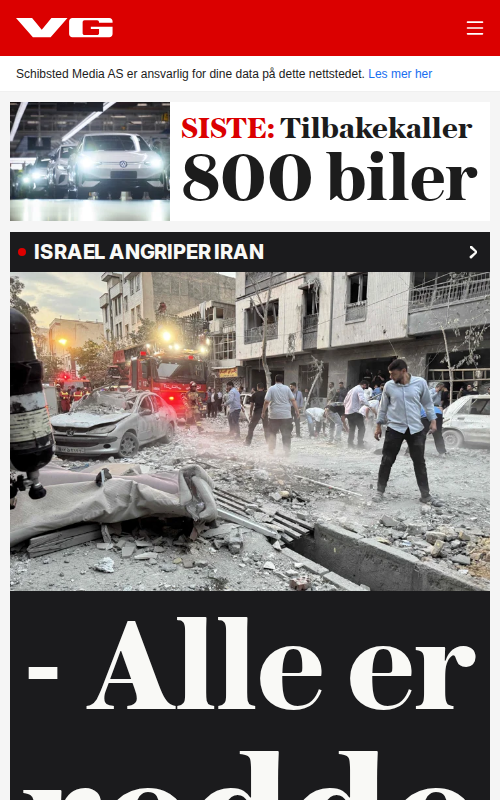 VG
Schibsted Media AS er ansvarlig for dine data på dette nettstedet. Les mer her
SISTE: Tilbakekaller
800 biler
ISRAEL ANGRIPER IRAN
- Alle er